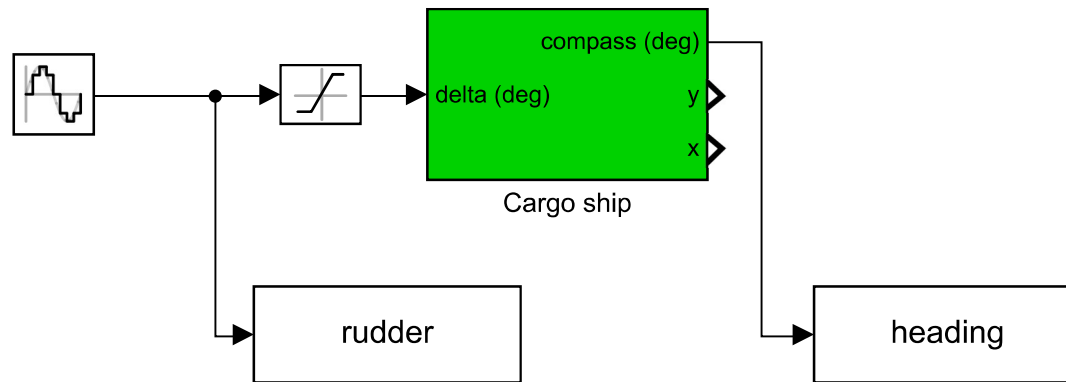 compass (deg)
delta (deg)
y
x
Cargo ship
rudder
heading